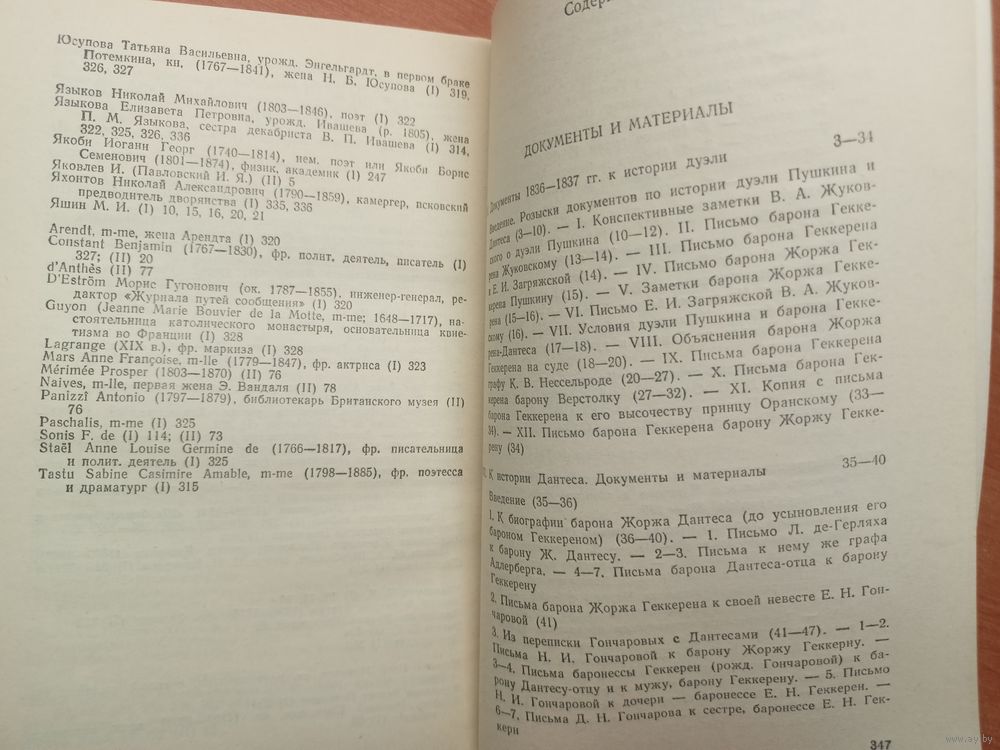 Юсупова Татьяна Васильевна, урожд. Энгельгардт, в первом браке
Потемкина, кн. (1767—1841), жена Н. Б. Юсупова (I) 319,
326, 327
Языков Николай Михайлович (1803—1846), поэт (I) 322
Языкова Елизавета Петровна, урожд. Ивашева (р. 1805), жена
П. М. Языкова, сестра декабриста В. П. Ивашева (I) 314,
322, 325, 326, 336
Якоби Иоганн Георг (1740—1814), нем. поэт или Якоби Борис
Семенович (1801—1874), физик, академик (I) 247
Яковлев И. (Павловский И. Я.) (II) 5
Яхонтов Николай Александрович (1790—1859), камергер, псковский
предводитель дворянства (I) 335, 336
Яшин М. И. (I) 10, 15, 16, 20, 21
Arendt, m-me, жена Арендта (I) 320
Constant Benjamin (1767—1830), фр. полит. деятель, писатель (I)
327; (II) 20
d'Anthès (II) 77
D'Eström Морис Гугонович (ок. 1787—1855), инженер-генерал, ре-
дактор «Журнала путей сообщения» (I) 320
Guyon (Jeanne Marie Bouvier de la Motte, m-me; 1648—1717), на-
стоятельница католического монастыря, основательница квие-
тизма во Франции (I) 328
Lagrange (XIX в.), фр. маркиза (I) 328
Mars Anne Françoise, m-lle (1779—1847), фр. актриса (I) 323
Mérimée Prosper (1803—1870) (II) 76
Naives, m-lle, первая жена Э. Вандаля (II) 78
Panizzi Antonio (1797—1879), библиотекарь Британского музея (II)
76
Paschalis, m-me (I) 325
Sonis F. de (I) 114; (II) 73
Staël Anne Louise Germine de (1766—1817), фр. писательница
и полит. деятель (I) 325
Tastu Sabine Casimire Amable, m-me (1798—1885), фр. поэтесса
и драматург (I) 315
Содер
ДОКУМЕНТЫ И МАТЕРИАЛЫ
Документы 1836—1837 гг. к истории дуэли 3—34
Введение. Розыски документов по истории дуэли Пушкина и
Дантеса (3—10). — I. Конспективные заметки В. А. Жуков-
ского о дуэли Пушкина (10—12). II. Письмо барона Гекке-
рена Жуковскому (13—14). — III. Письмо барона Геккерена
к Е. И. Загряжской (14). — IV. Письмо барона Жоржа Гек-
керена Пушкину (15). — V. Заметки барона Жоржа Гекке-
рена (15—16). — VI. Письмо Е. И. Загряжской В. А. Жуков-
скому (16). — VII. Условия дуэли Пушкина и барона Гекке-
рена-Дантеса (17—18). — VIII. Объяснения барона Жоржа
Геккерена на суде (18—20). — IX. Письма барона Геккерена
графу К. В. Нессельроде (20—27). — X. Письма барона Гек-
керена барону Верстолку (27—32). — XI. Копия с письма
барона Геккерена к его высочеству принцу Оранскому (33—
34). — XII. Письмо барона Геккерена барону Жоржу Гекке-
рену (34)
К истории Дантеса. Документы и материалы 35—40
Введение (35—36)
1. К биографии барона Жоржа Дантеса (до усыновления его
бароном Геккереном) (36—40). — 1. Письмо Л. де-Герляха
к барону Ж. Дантесу. — 2—3. Письма к нему же графа
Адлерберга. — 4—7. Письма барона Дантеса-отца к барону
Геккерену
2. Письма барона Жоржа Геккерена к своей невесте Е. Н. Гон-
чаровой (41)
3. Из переписки Гончаровых с Дантесами (41—47). — 1—2.
Письма Н. И. Гончаровой к барону Жоржу Геккерну. —
3—4. Письма баронессы Геккерен (рожд. Гончаровой) к ба-
рону Дантесу-отцу и к мужу, барону Геккерену. — 5. Письмо
Н. И. Гончаровой к дочери — баронессе Е. Н. Геккерен. —
6—7. Письма Д. Н. Гончарова к сестре, баронессе Е. Н. Гек-
керн
347
www.ay.by